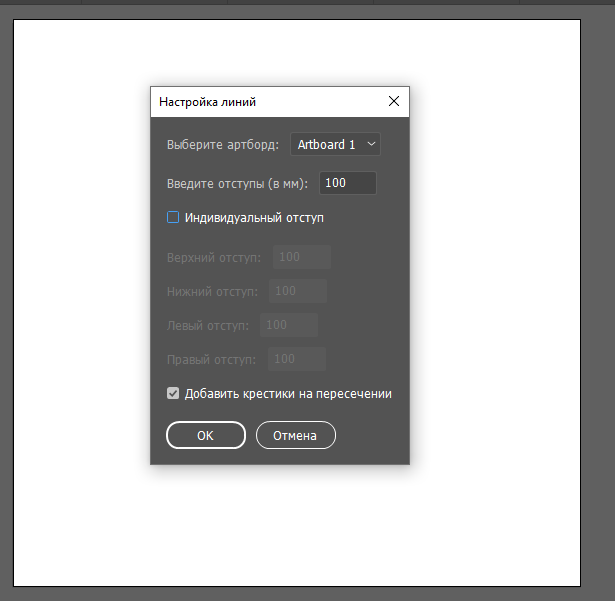 Настройка линий
Выберите артборд: Artboard 1
Введите отступы (в мм): 100
Индивидуальный отступ
Верхний отступ: 100
Нижний отступ: 100
Левый отступ: 100
Правый отступ: 100
Добавить крестики на пересечении
OK Отмена